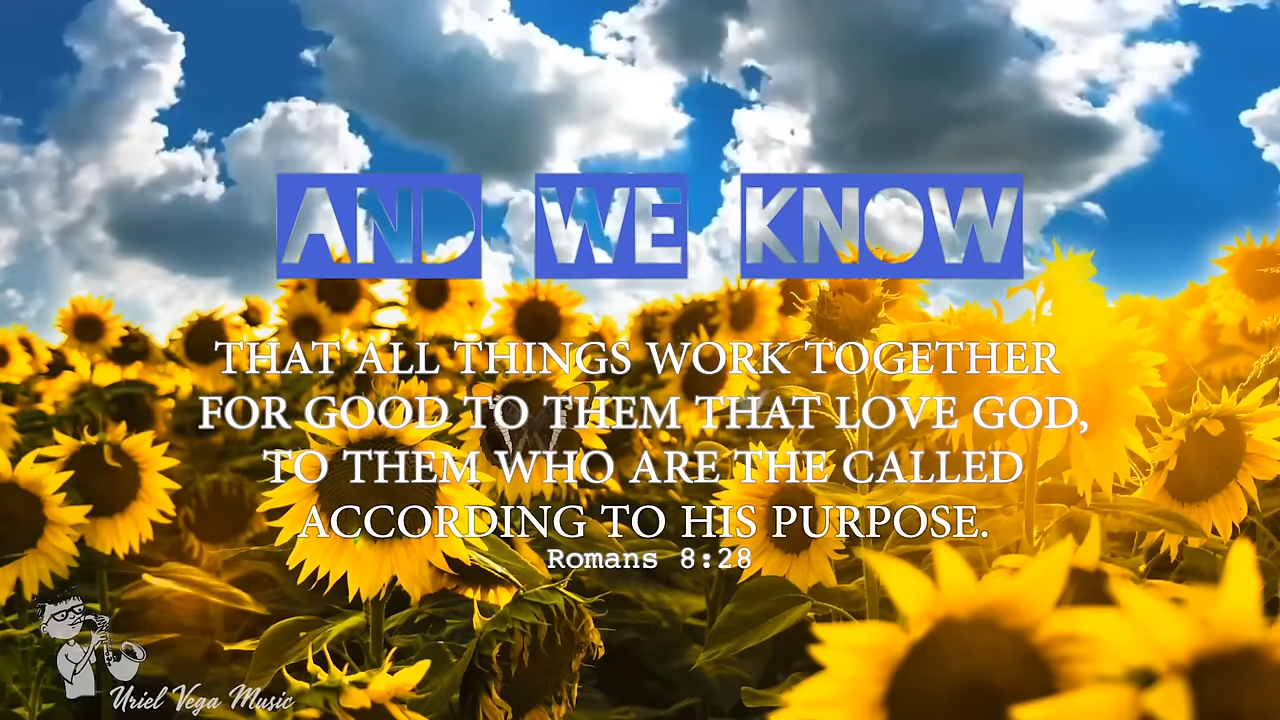 AND WE KNOW
THAT ALL THINGS WORK TOGETHER
FOR GOOD TO THEM THAT LOVE GOD,
TO THEM WHO ARE THE CALLED
ACCORDING TO HIS PURPOSE.
Romans 8:28
Uriel Vega Music